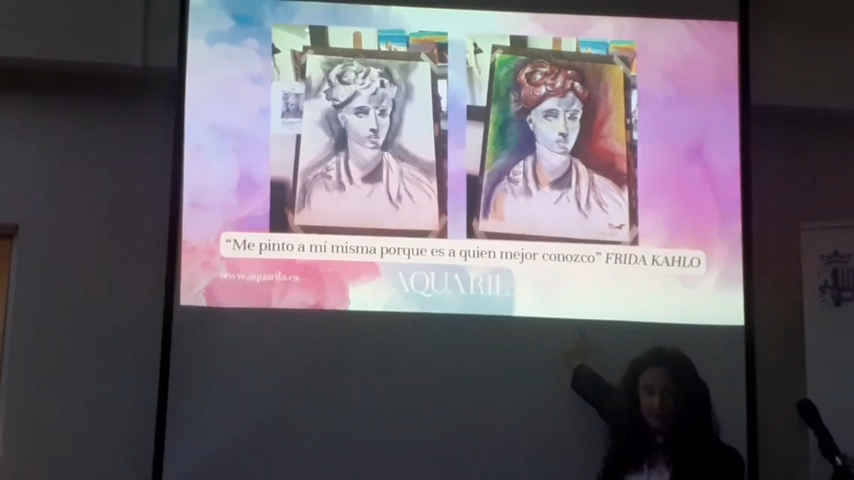 “Me pinto a mí misma porque es a quien mejor conozco” FRIDA KAHLO
www.aquarila.es
AQUARIL